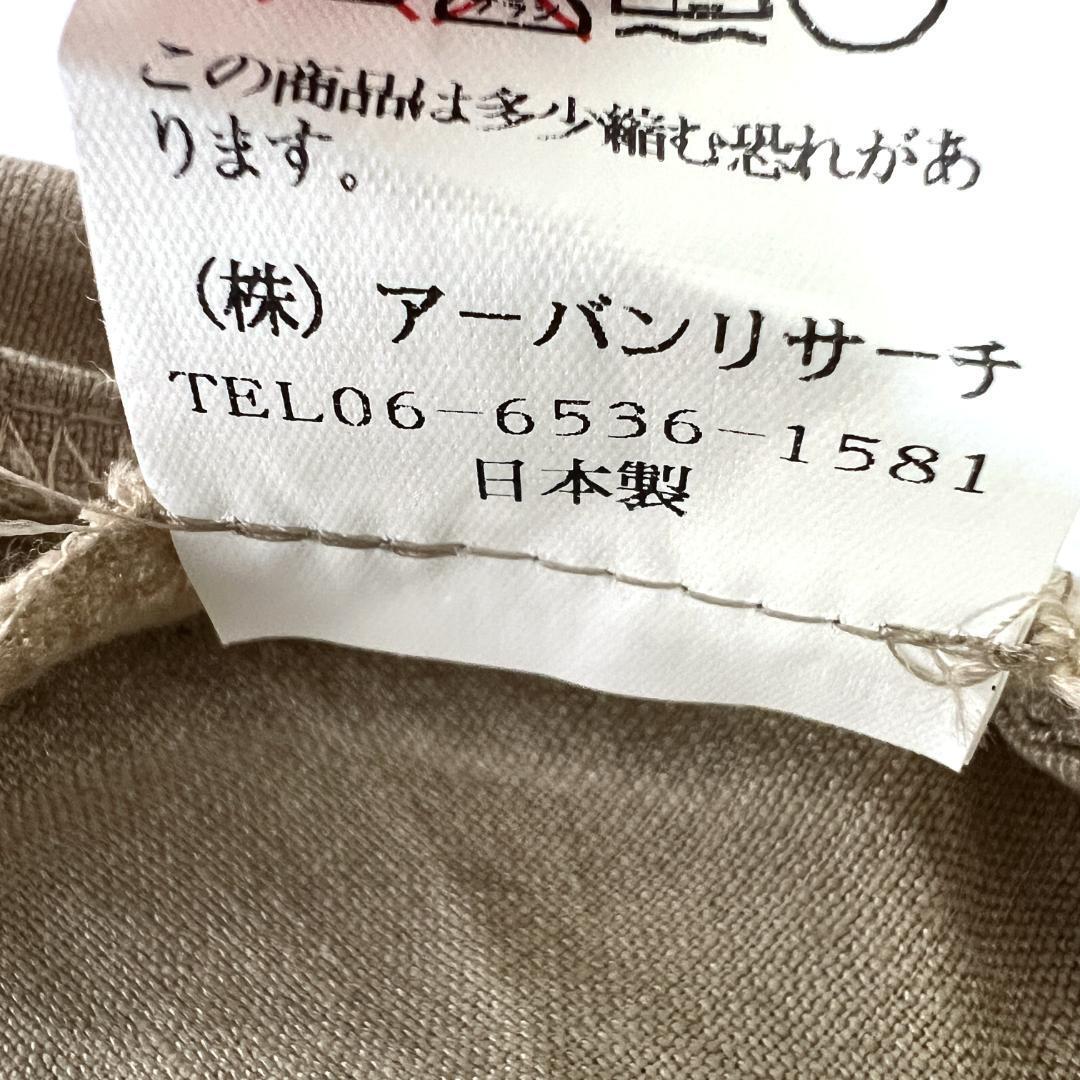 この商品は多少縮む恐れがあ
ります。
(株) アーバンリサーチ
TEL06-6536-1581
日本製